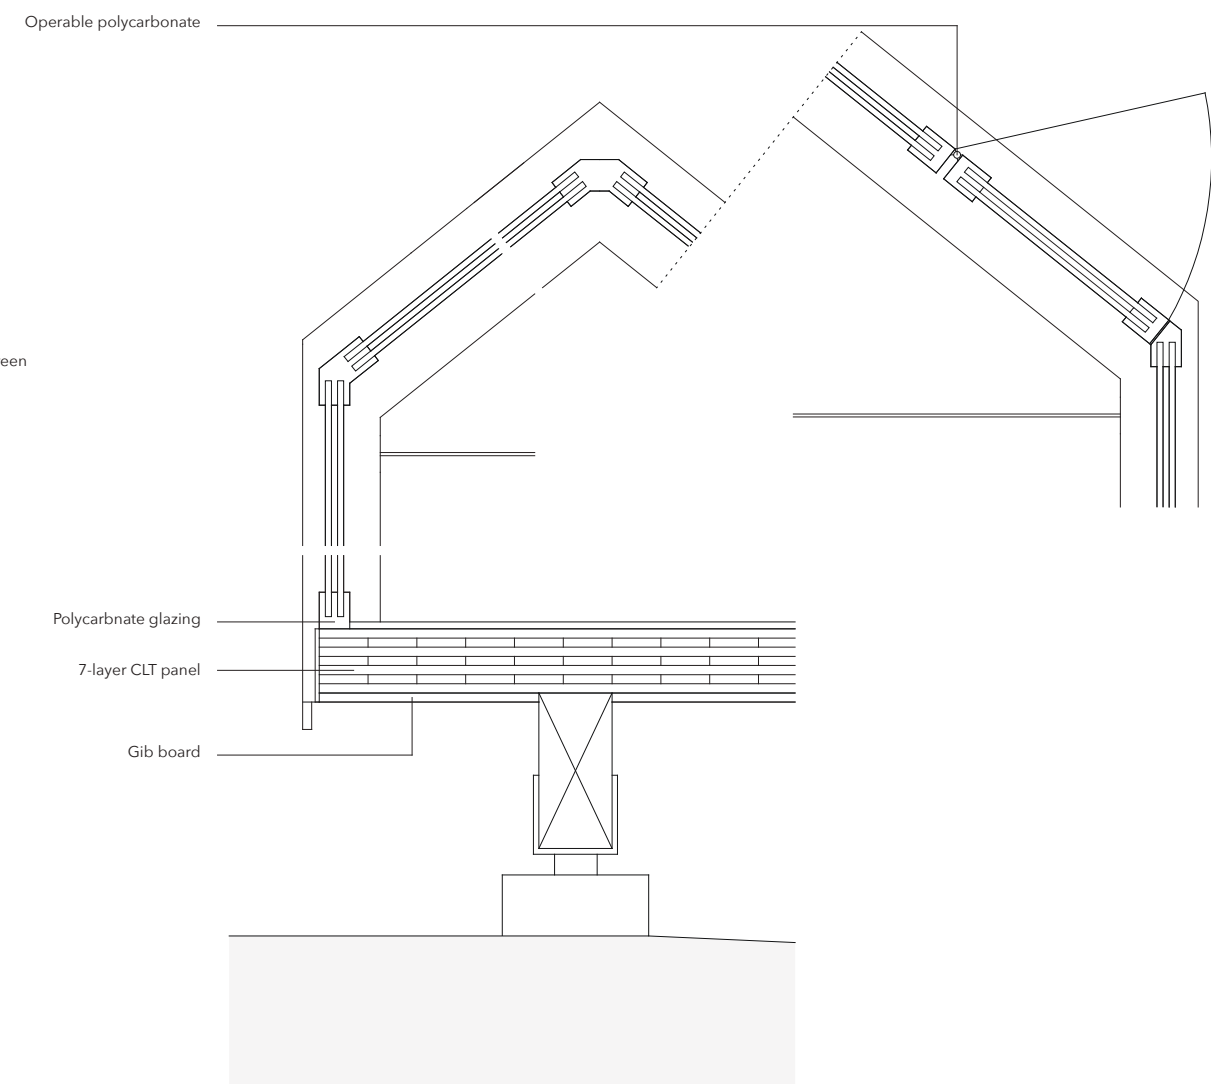 Operable polycarbonate
een
Polycarbnate glazing
7-layer CLT panel
Gib board